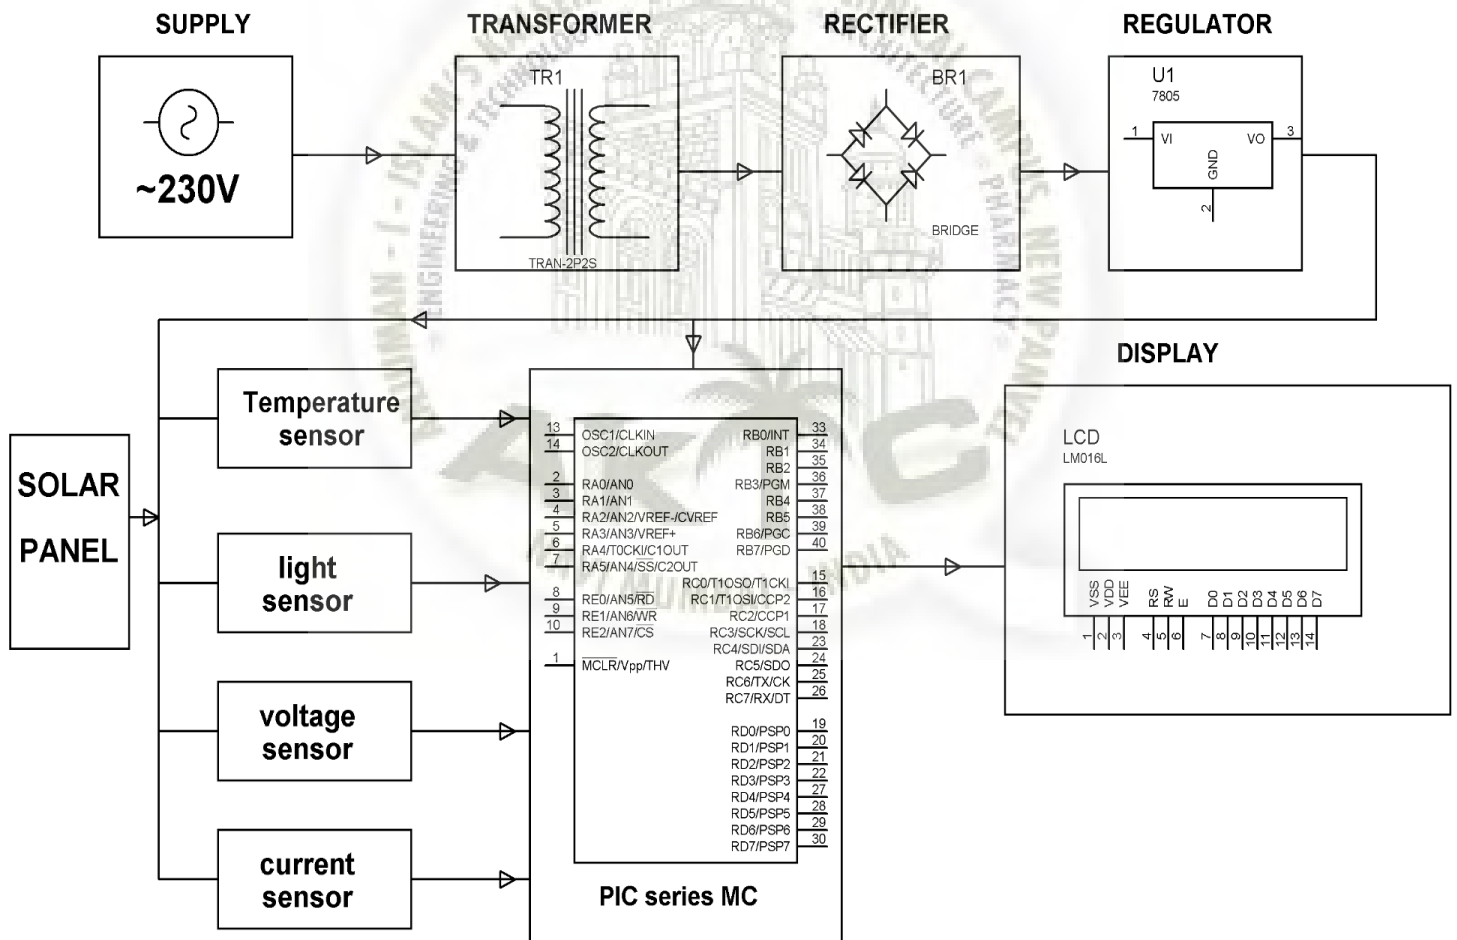 SUPPLY
TRANSFORMER
RECTIFIER
REGULATOR
~230V
TR1
TRAN-2P2S
BR1
BRIDGE
U1
7805
1
VI
VO
3
GND
2
DISPLAY
SOLAR
PANEL
Temperature
sensor
light
sensor
voltage
sensor
current
sensor
13 OSC1/CLKIN
14 OSC2/CLKOUT
2 RA0/AN0
3 RA1/AN1
4 RA2/AN2/VREF-/CVREF
5 RA3/AN3/VREF+
6 RA4/T0CKI/C1OUT
7 RA5/AN4/SS/C2OUT
8 RE0/AN5/RD
9 RE1/AN6/WR
10 RE2/AN7/CS
1 MCLR/Vpp/THV
RB0/INT 33
RB1 34
RB2 35
RB3/PGM 36
RB4 37
RB5 38
RB6/PGC 39
RB7/PGD 40
RC0/T1OSO/T1CKI 15
RC1/T1OSI/CCP2 16
RC2/CCP1 17
RC3/SCK/SCL 18
RC4/SDI/SDA 23
RC5/SDO 24
RC6/TX/CK 25
RC7/RX/DT 26
RD0/PSP0 19
RD1/PSP1 20
RD2/PSP2 21
RD3/PSP3 22
RD4/PSP4 27
RD5/PSP5 28
RD6/PSP6 29
RD7/PSP7 30
PIC series MC
LCD
LM016L
VSS VDD VEE RS RW E D0 D1 D2 D3 D4 D5 D6 D7
1 2 3 4 5 6 7 8 9 10 11 12 13 14
AKTC
NAVI MUMBAI - INDIA